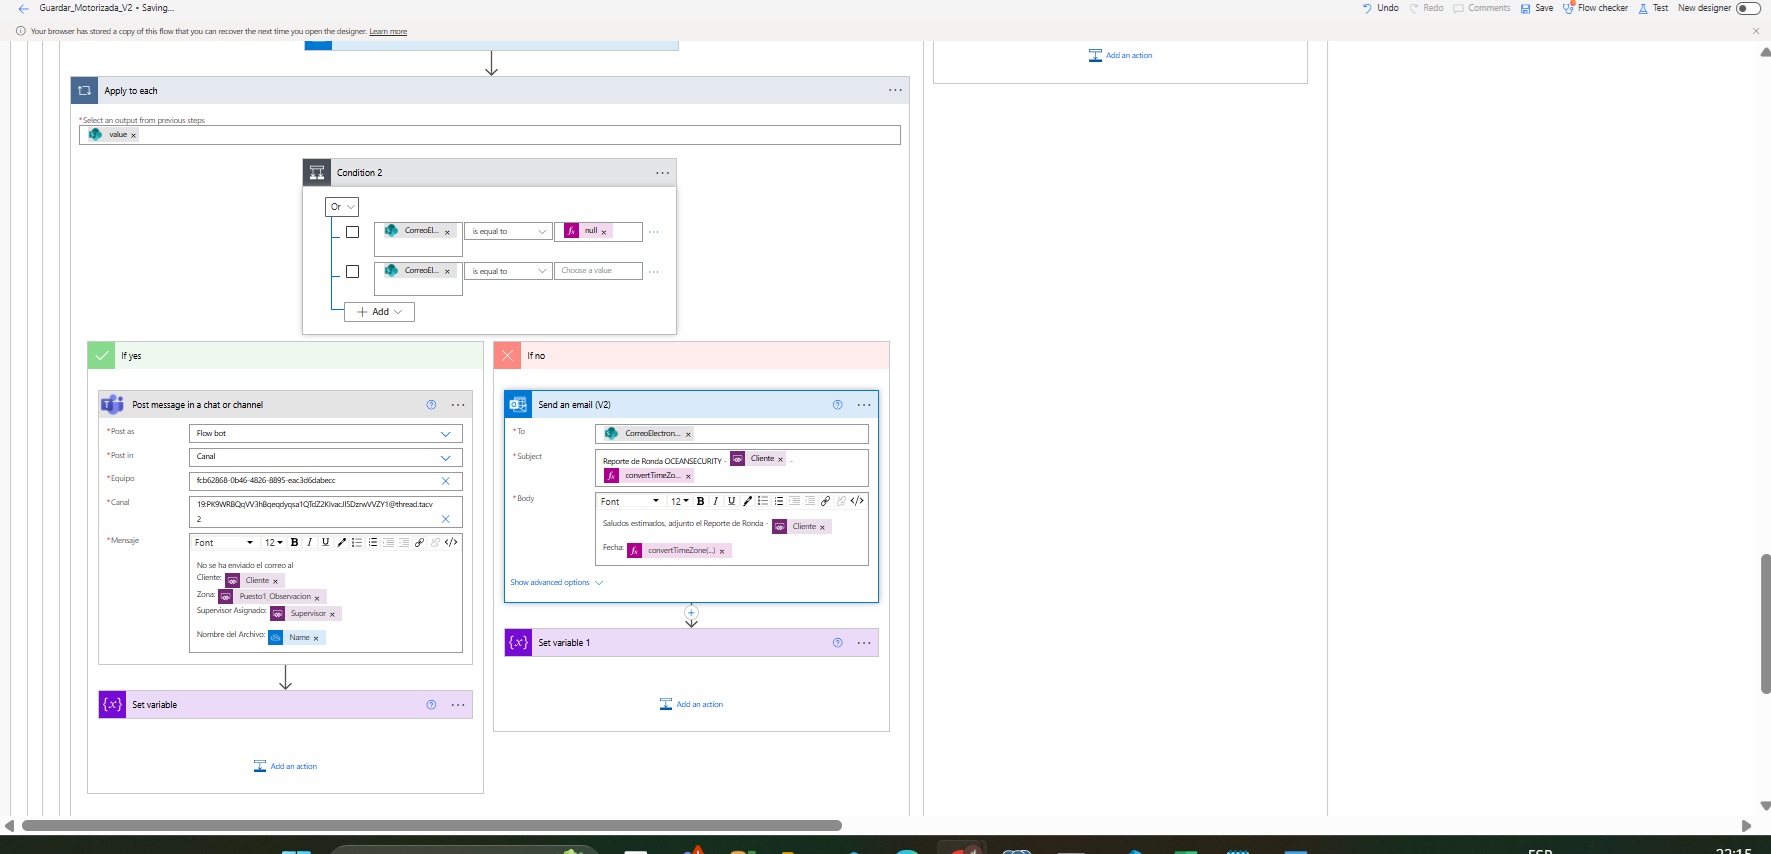 Guardar_Motorizada_V2 • Saving...
Undo Redo Comments Save Flow checker Test New designer
Your browser has stored a copy of this flow that you can recover the next time you open the designer. Learn more
Add an action
Apply to each
*Select an output from previous steps
value
Condition 2
Or
CorreoEl... is equal to fx null
CorreoEl... is equal to Choose a value
Add
If yes
Post message in a chat or channel
*Post as Flow bot
*Post in Canal
*Equipo fcb62868-0b46-4826-8895-eac3d6dabecc
*Canal
*Mensaje
Font 12 B I U </>
No se ha enviado el correo al
Cliente: Cliente
Zona: Puesto1_Observacion
Supervisor Asignado: Supervisor
Nombre del Archivo: Name
{x} Set variable
Add an action
If no
Send an email (V2)
*To CorreoElectron...
*Subject Reporte de Ronda OCEANSECURITY - Cliente -
fx convertTimeZo...
*Body
Font 12 B I U </>
Saludos estimados, adjunto el Reporte de Ronda - Cliente
Fecha: fx convertTimeZone(...)
Show advanced options
{x} Set variable 1
Add an action